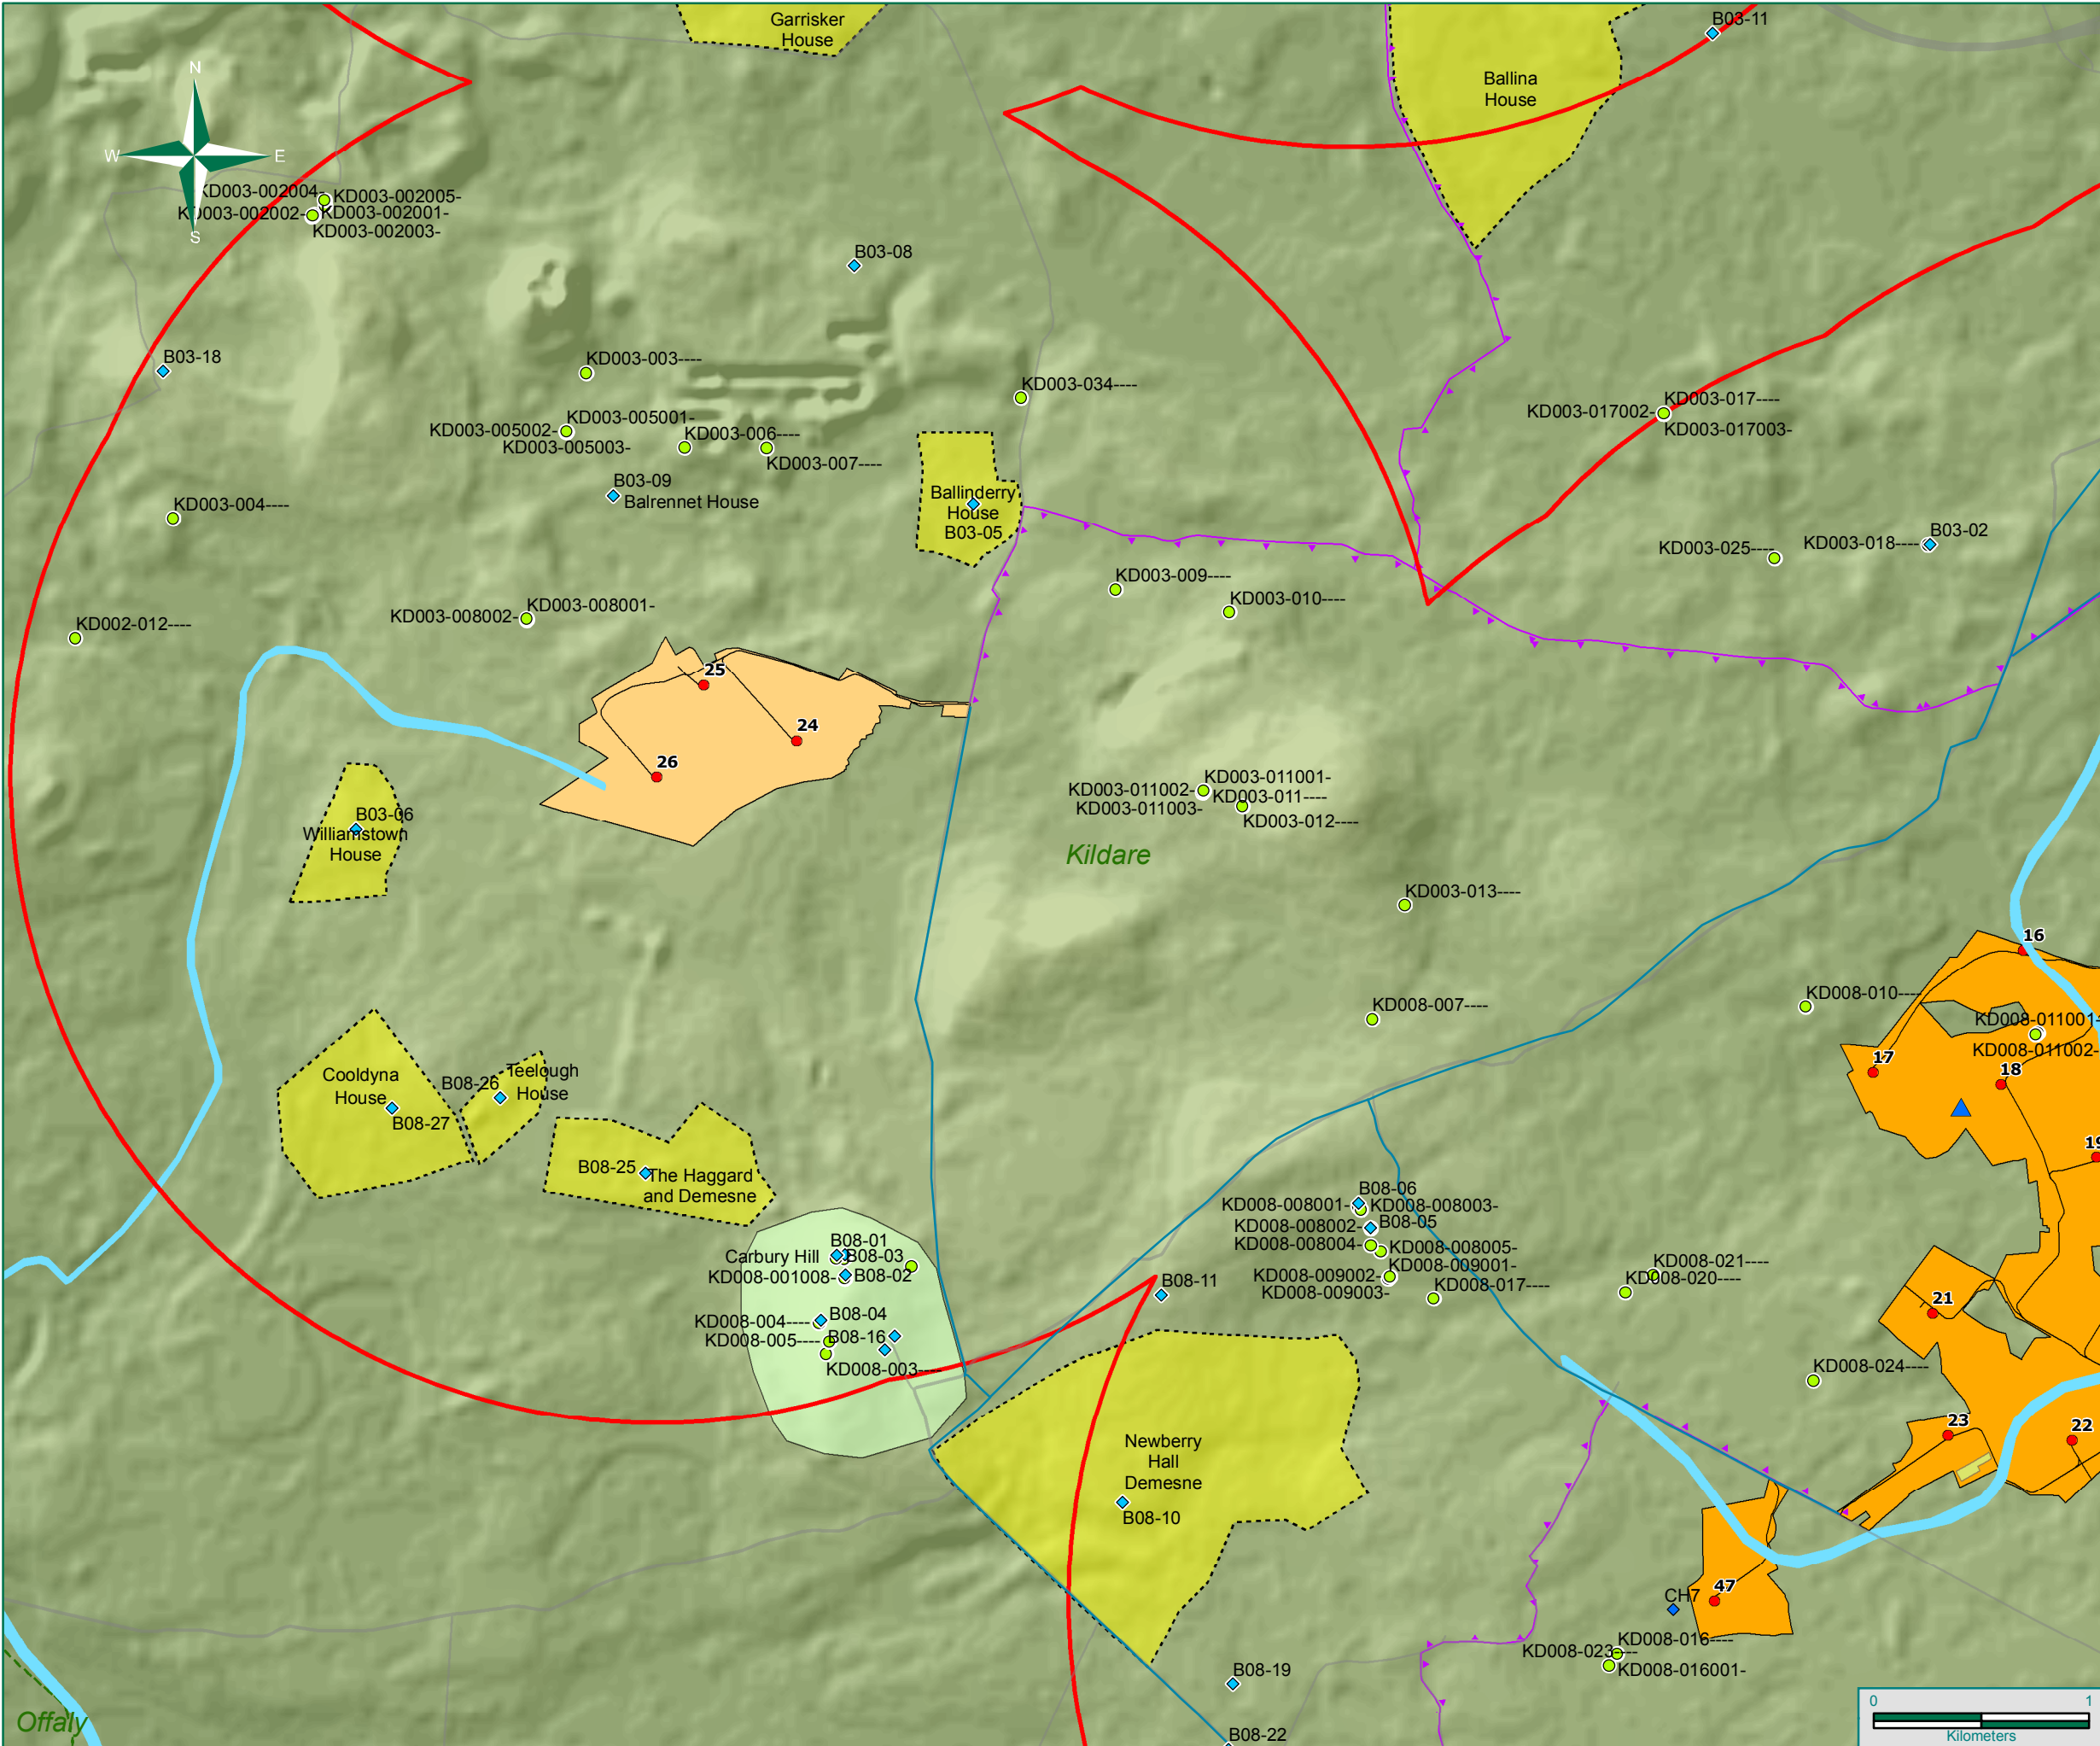 Garrisker
House
B03-11
Ballina
House
N
W
E
S
KD003-002004-
KD003-002005-
KD003-002002-
KD003-002001-
KD003-002003-
B03-08
B03-18
KD003-003----
KD003-034----
KD003-017----
KD003-017002-
KD003-017003-
KD003-005001-
KD003-005002-
KD003-005003-
KD003-006----
KD003-007----
B03-09
Balrennet House
Ballinderry
House
B03-05
KD003-004----
B03-02
KD003-018----
KD003-025----
KD003-009----
KD003-010----
KD003-008001-
KD003-008002-
KD002-012----
25
24
26
KD003-011001-
KD003-011002-
KD003-011----
KD003-011003-
KD003-012----
B03-06
Williamstown
House
Kildare
KD003-013----
16
KD008-010----
KD008-007----
KD008-011001-
KD008-011002-
17
18
19
Cooldyna
House
B08-27
B08-26
Teelough
House
B08-25
The Haggard
and Demesne
B08-06
KD008-008001-
KD008-008003-
KD008-008002-
B08-05
KD008-008004-
KD008-008005-
KD008-009001-
KD008-009002-
KD008-009003-
KD008-017----
KD008-021----
KD008-020----
B08-01
Carbury Hill
B08-03
KD008-001008-
B08-02
B08-11
B08-04
KD008-004----
KD008-005----
B08-16
KD008-003----
21
KD008-024----
23
22
Newberry
Hall
Demesne
B08-10
CH7
47
KD008-016----
KD008-023----
KD008-016001-
B08-19
B08-22
Offaly
0
1
Kilometers